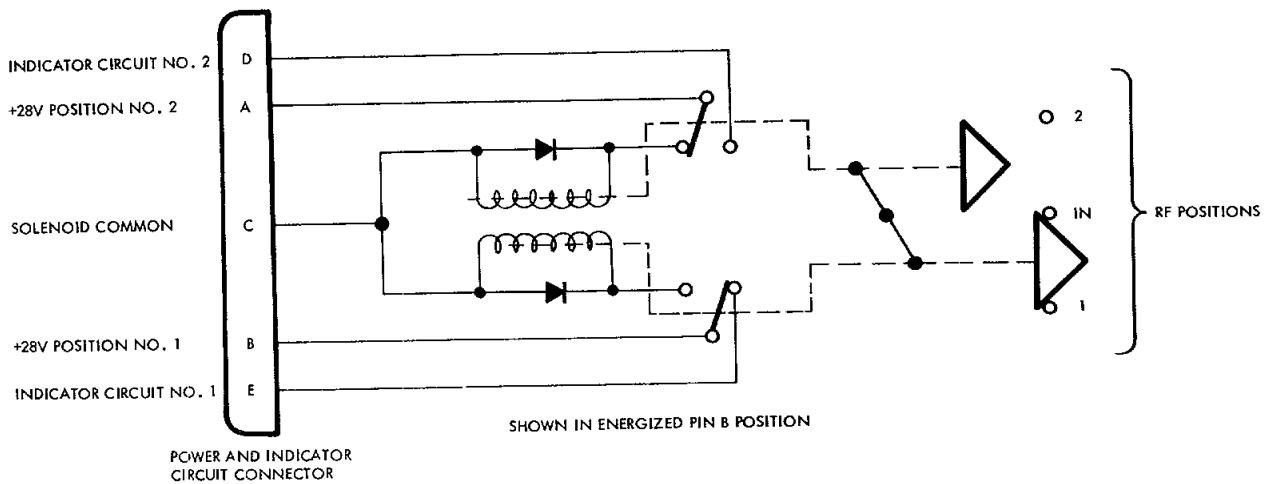 INDICATOR CIRCUIT NO. 2 D
+28V POSITION NO. 2 A
2
SOLENOID COMMON C
IN
RF POSITIONS
1
+28V POSITION NO. 1 B
INDICATOR CIRCUIT NO. 1 E
SHOWN IN ENERGIZED PIN B POSITION
POWER AND INDICATOR
CIRCUIT CONNECTOR